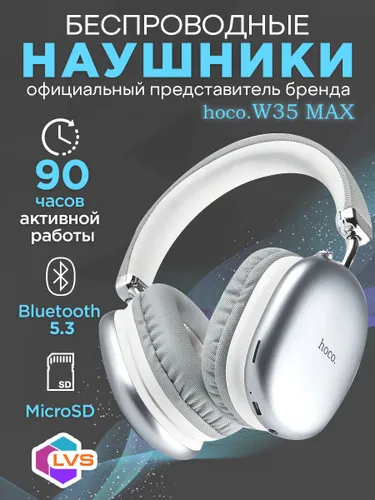 БЕСПРОВОДНЫЕ
НАУШНИКИ
официальный представитель бренда
hoco.W35 MAX
90
часов
активной
работы
Bluetooth
5.3
SD
MicroSD
LVS
hoco.